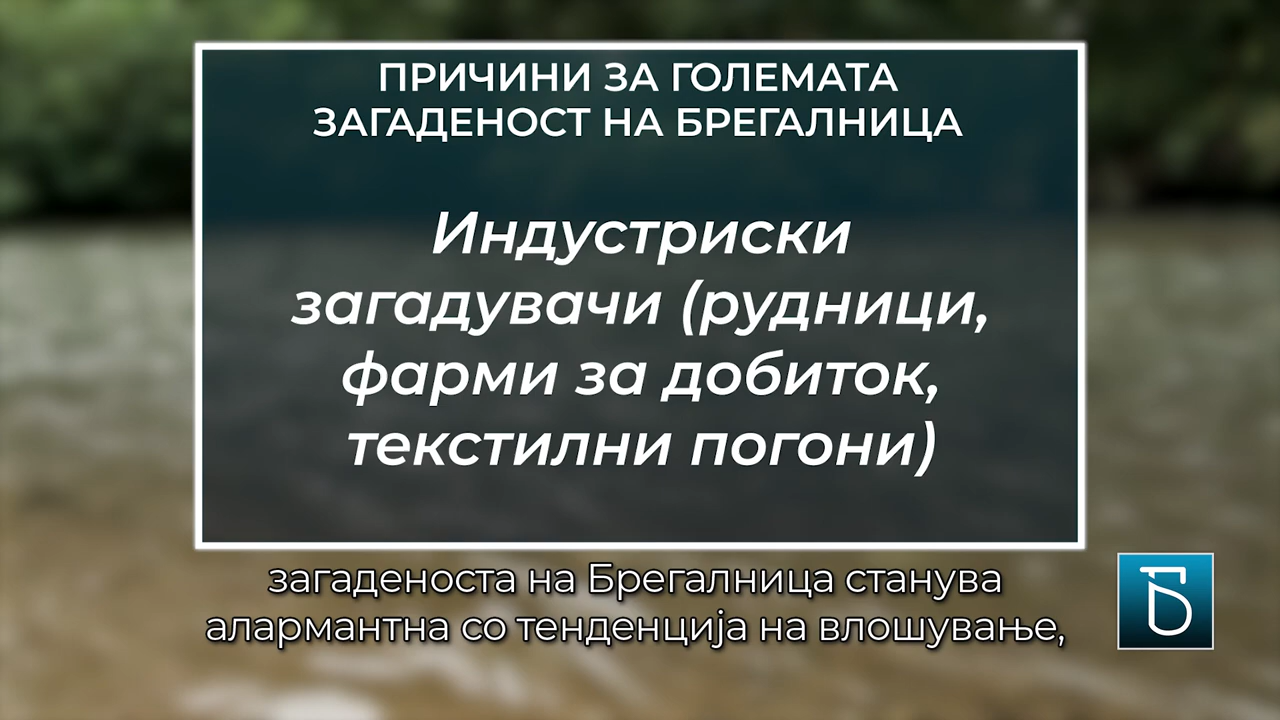 ПРИЧИНИ ЗА ГОЛЕМАТА
ЗАГАДЕНОСТ НА БРЕГАЛНИЦА
Индустриски
загадувачи (рудници,
фарми за добиток,
текстилни погони)
загаденоста на Брегалница станува
алармантна со тенденција на влошување,